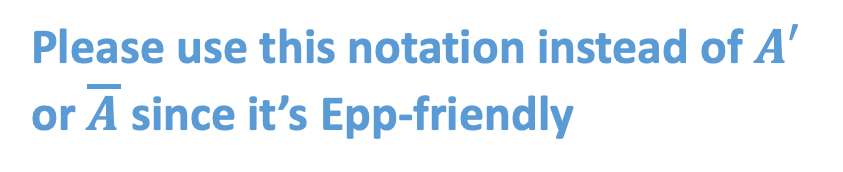 Please use this notation instead of A′
or A̅ since it’s Epp-friendly